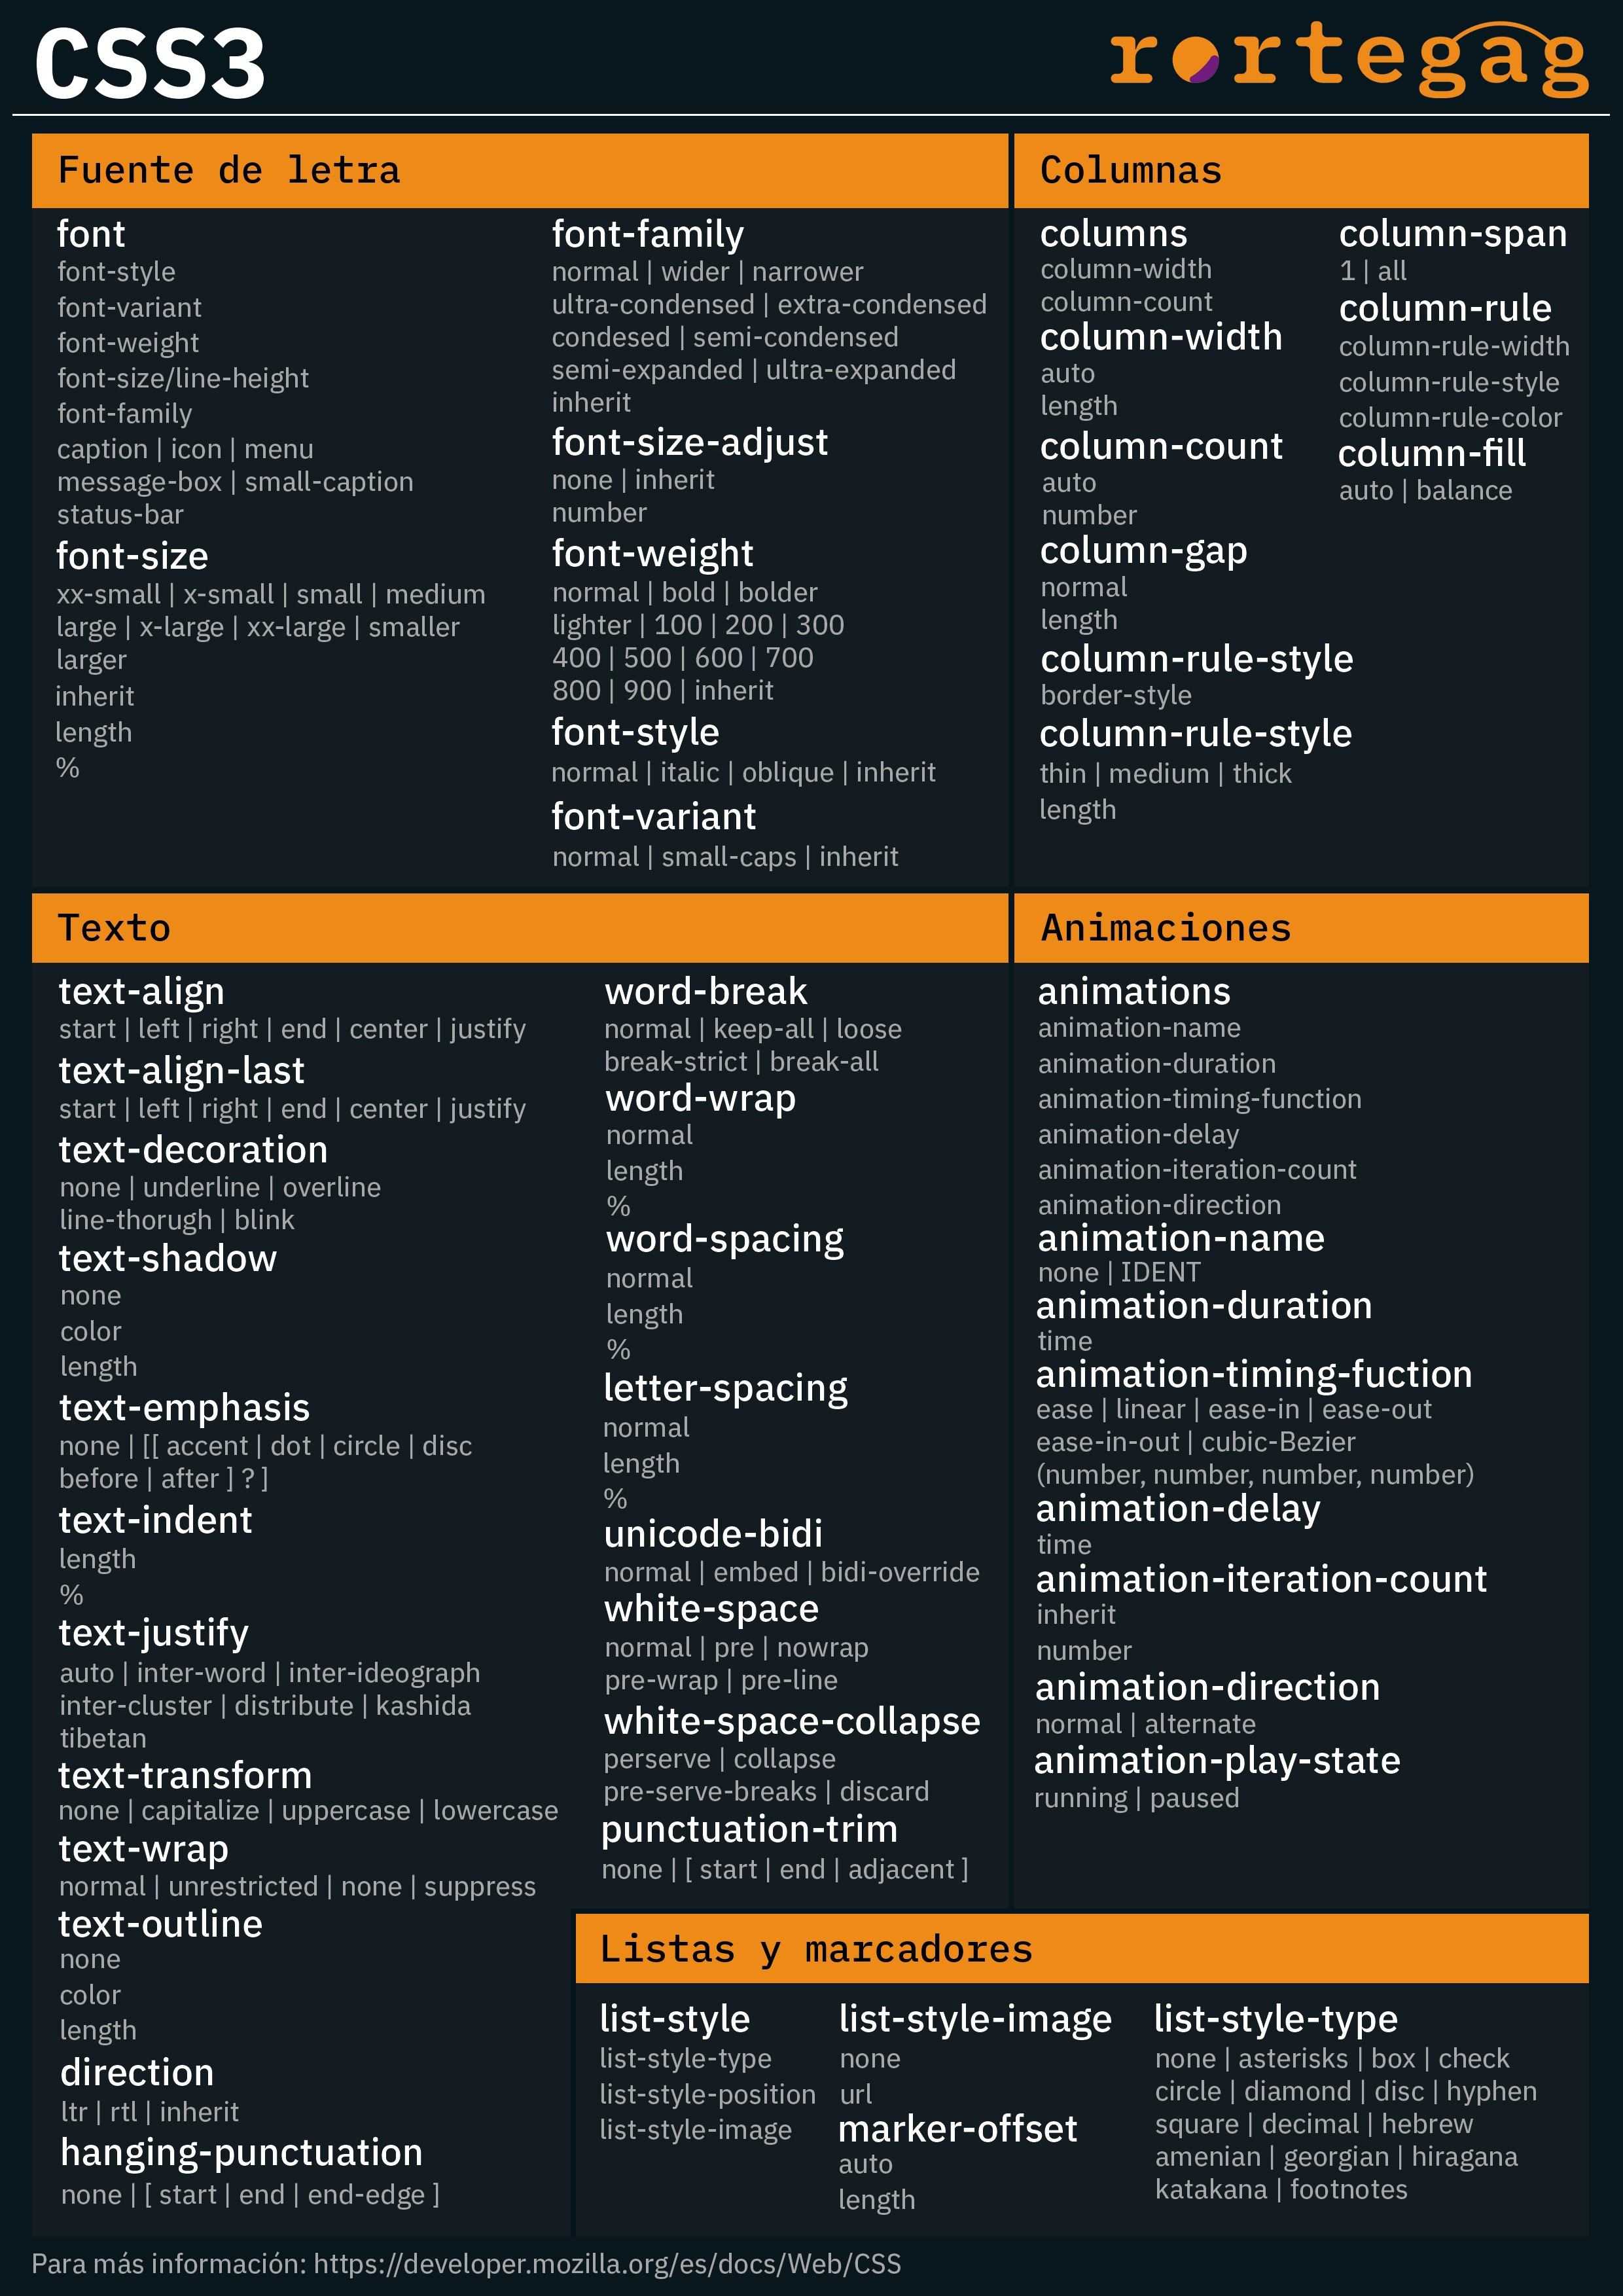 CSS3
rortegag
Fuente de letra
font
font-style
font-variant
font-weight
font-size/line-height
font-family
caption | icon | menu
message-box | small-caption
status-bar
font-size
xx-small | x-small | small | medium
large | x-large | xx-large | smaller
larger
inherit
length
%
font-family
normal | wider | narrower
ultra-condensed | extra-condensed
condesed | semi-condensed
semi-expanded | ultra-expanded
inherit
font-size-adjust
none | inherit
number
font-weight
normal | bold | bolder
lighter | 100 | 200 | 300
400 | 500 | 600 | 700
800 | 900 | inherit
font-style
normal | italic | oblique | inherit
font-variant
normal | small-caps | inherit
Columnas
columns
column-width
column-count
column-width
auto
length
column-count
auto
number
column-gap
normal
length
column-rule-style
border-style
column-rule-style
thin | medium | thick
length
column-span
1 | all
column-rule
column-rule-width
column-rule-style
column-rule-color
column-fill
auto | balance
Texto
text-align
start | left | right | end | center | justify
text-align-last
start | left | right | end | center | justify
text-decoration
none | underline | overline
line-thorugh | blink
text-shadow
none
color
length
text-emphasis
none | [[ accent | dot | circle | disc
before | after ] ? ]
text-indent
length
%
text-justify
auto | inter-word | inter-ideograph
inter-cluster | distribute | kashida
tibetan
text-transform
none | capitalize | uppercase | lowercase
text-wrap
normal | unrestricted | none | suppress
text-outline
none
color
length
direction
ltr | rtl | inherit
hanging-punctuation
none | [ start | end | end-edge ]
word-break
normal | keep-all | loose
break-strict | break-all
word-wrap
normal
length
%
word-spacing
normal
length
%
letter-spacing
normal
length
%
unicode-bidi
normal | embed | bidi-override
white-space
normal | pre | nowrap
pre-wrap | pre-line
white-space-collapse
perserve | collapse
pre-serve-breaks | discard
punctuation-trim
none | [ start | end | adjacent ]
Animaciones
animations
animation-name
animation-duration
animation-timing-function
animation-delay
animation-iteration-count
animation-direction
animation-name
none | IDENT
animation-duration
time
animation-timing-fuction
ease | linear | ease-in | ease-out
ease-in-out | cubic-Bezier
(number, number, number, number)
animation-delay
time
animation-iteration-count
inherit
number
animation-direction
normal | alternate
animation-play-state
running | paused
Listas y marcadores
list-style
list-style-type
list-style-position
list-style-image
list-style-image
none
url
marker-offset
auto
length
list-style-type
none | asterisks | box | check
circle | diamond | disc | hyphen
square | decimal | hebrew
amenian | georgian | hiragana
katakana | footnotes
Para más información: https://developer.mozilla.org/es/docs/Web/CSS